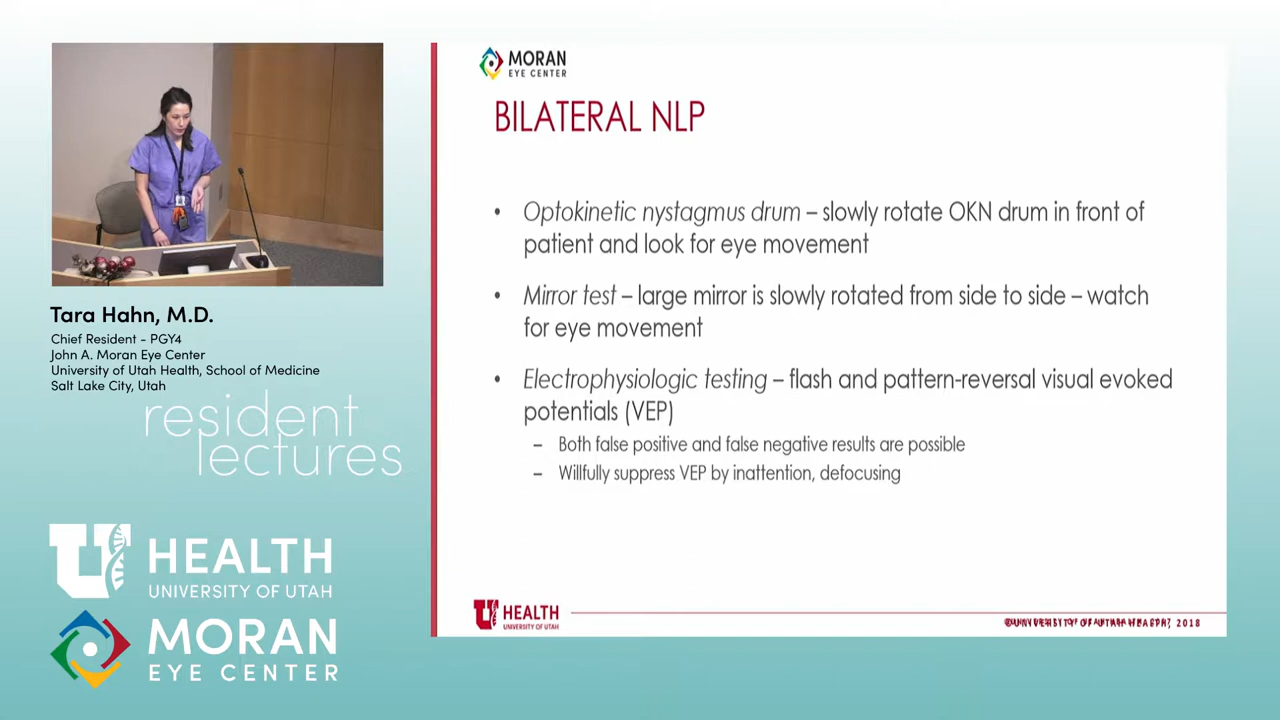 Tara Hahn, M.D.
Chief Resident - PGY4
John A. Moran Eye Center
University of Utah Health, School of Medicine
Salt Lake City, Utah
resident
lectures
U
HEALTH
UNIVERSITY OF UTAH
MORAN
EYE CENTER
MORAN
EYE CENTER
BILATERAL NLP
• Optokinetic nystagmus drum – slowly rotate OKN drum in front of
patient and look for eye movement
• Mirror test – large mirror is slowly rotated from side to side – watch
for eye movement
• Electrophysiologic testing – flash and pattern-reversal visual evoked
potentials (VEP)
– Both false positive and false negative results are possible
– Willfully suppress VEP by inattention, defocusing
U
HEALTH
UNIVERSITY OF UTAH
2018